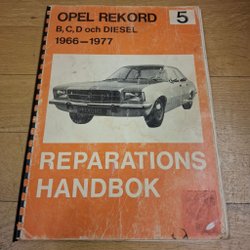 OPEL REKORD 5
B, C, D och DIESEL
1966–1977
REPARATIONS
HANDBOK